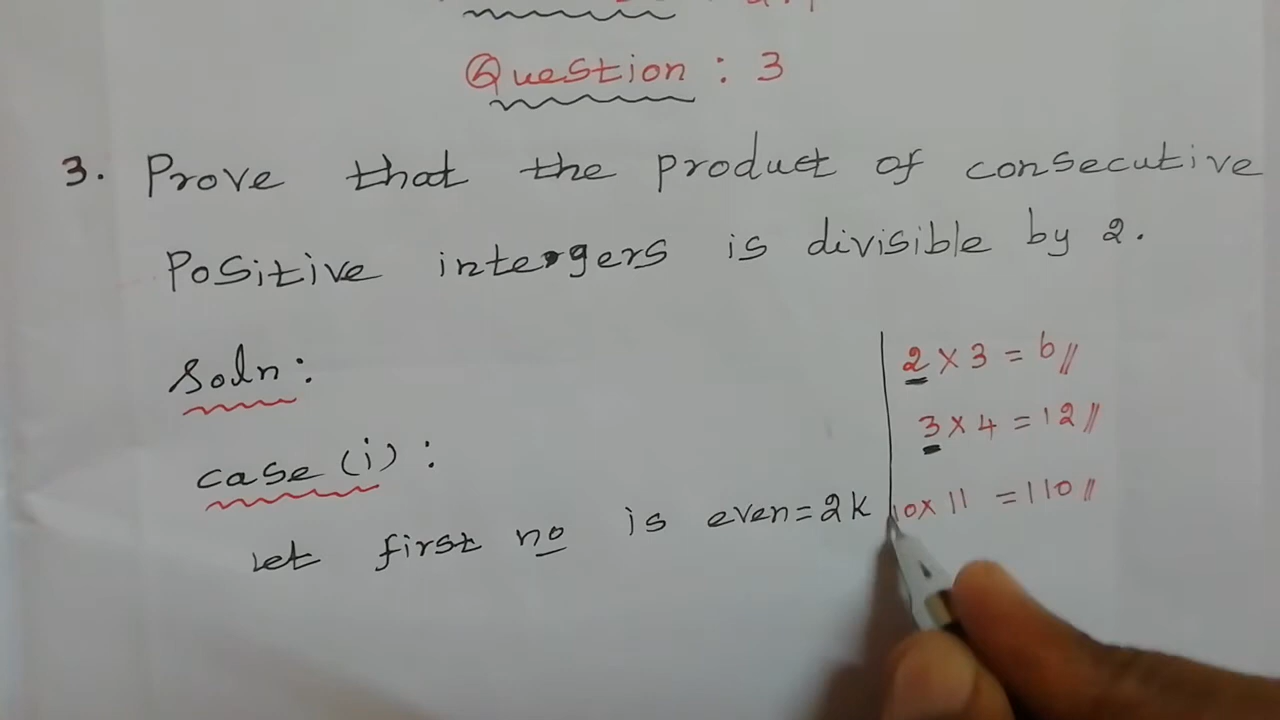 Question : 3
3. Prove that the product of consecutive
Positive intergers is divisible by 2.
Soln:
2 x 3 = 6//
3 x 4 = 12//
case (i) :
10 x 11 = 110//
Let first no is even = 2k